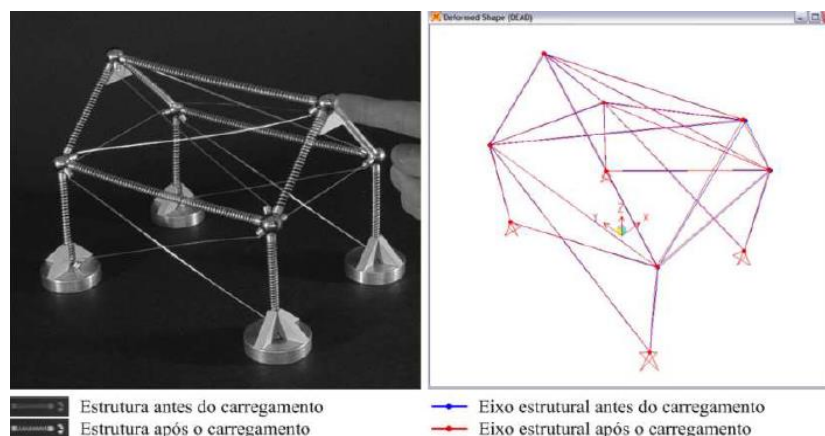 Deformed Shape (DEAD)
Z
Y
X
Estrutura antes do carregamento
Estrutura após o carregamento
Eixo estrutural antes do carregamento
Eixo estrutural após o carregamento